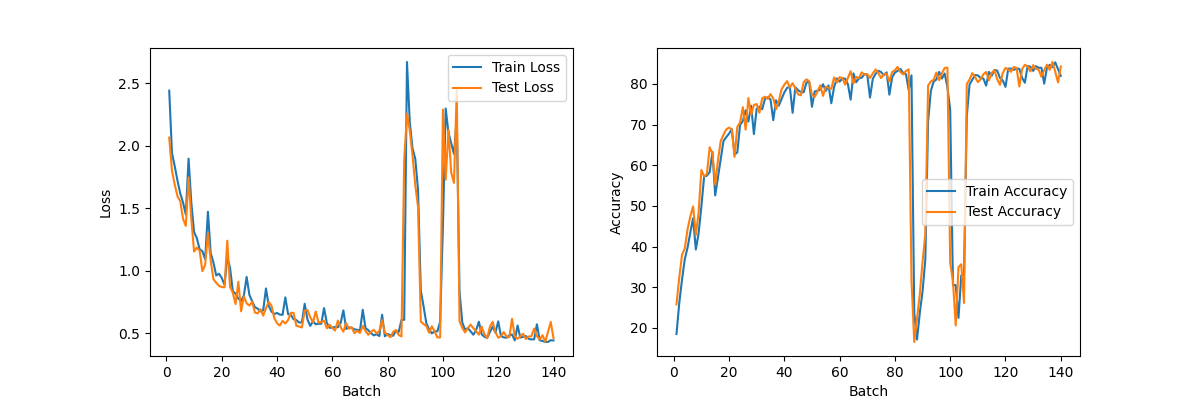 Loss
2.5
2.0
1.5
1.0
0.5
0 20 40 60 80 100 120 140
Batch
Train Loss
Test Loss
Accuracy
80
70
60
50
40
30
20
0 20 40 60 80 100 120 140
Batch
Train Accuracy
Test Accuracy